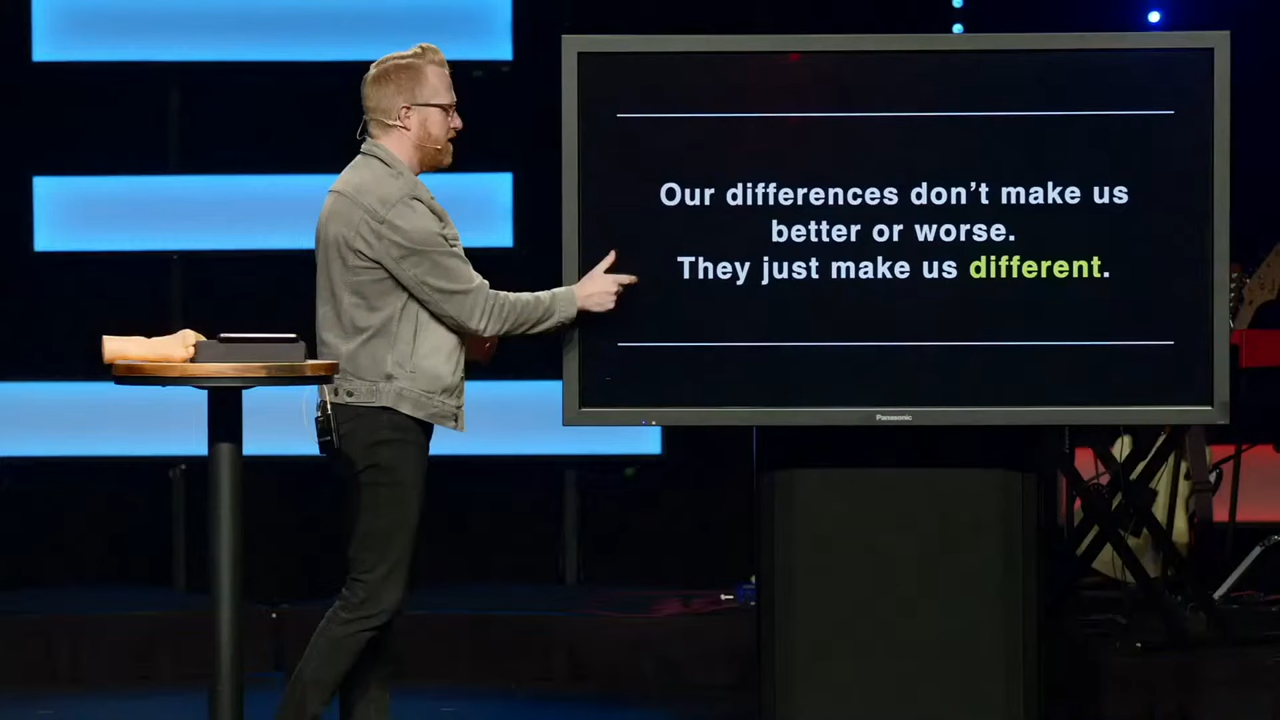 Our differences don’t make us
better or worse.
They just make us different.
Panasonic